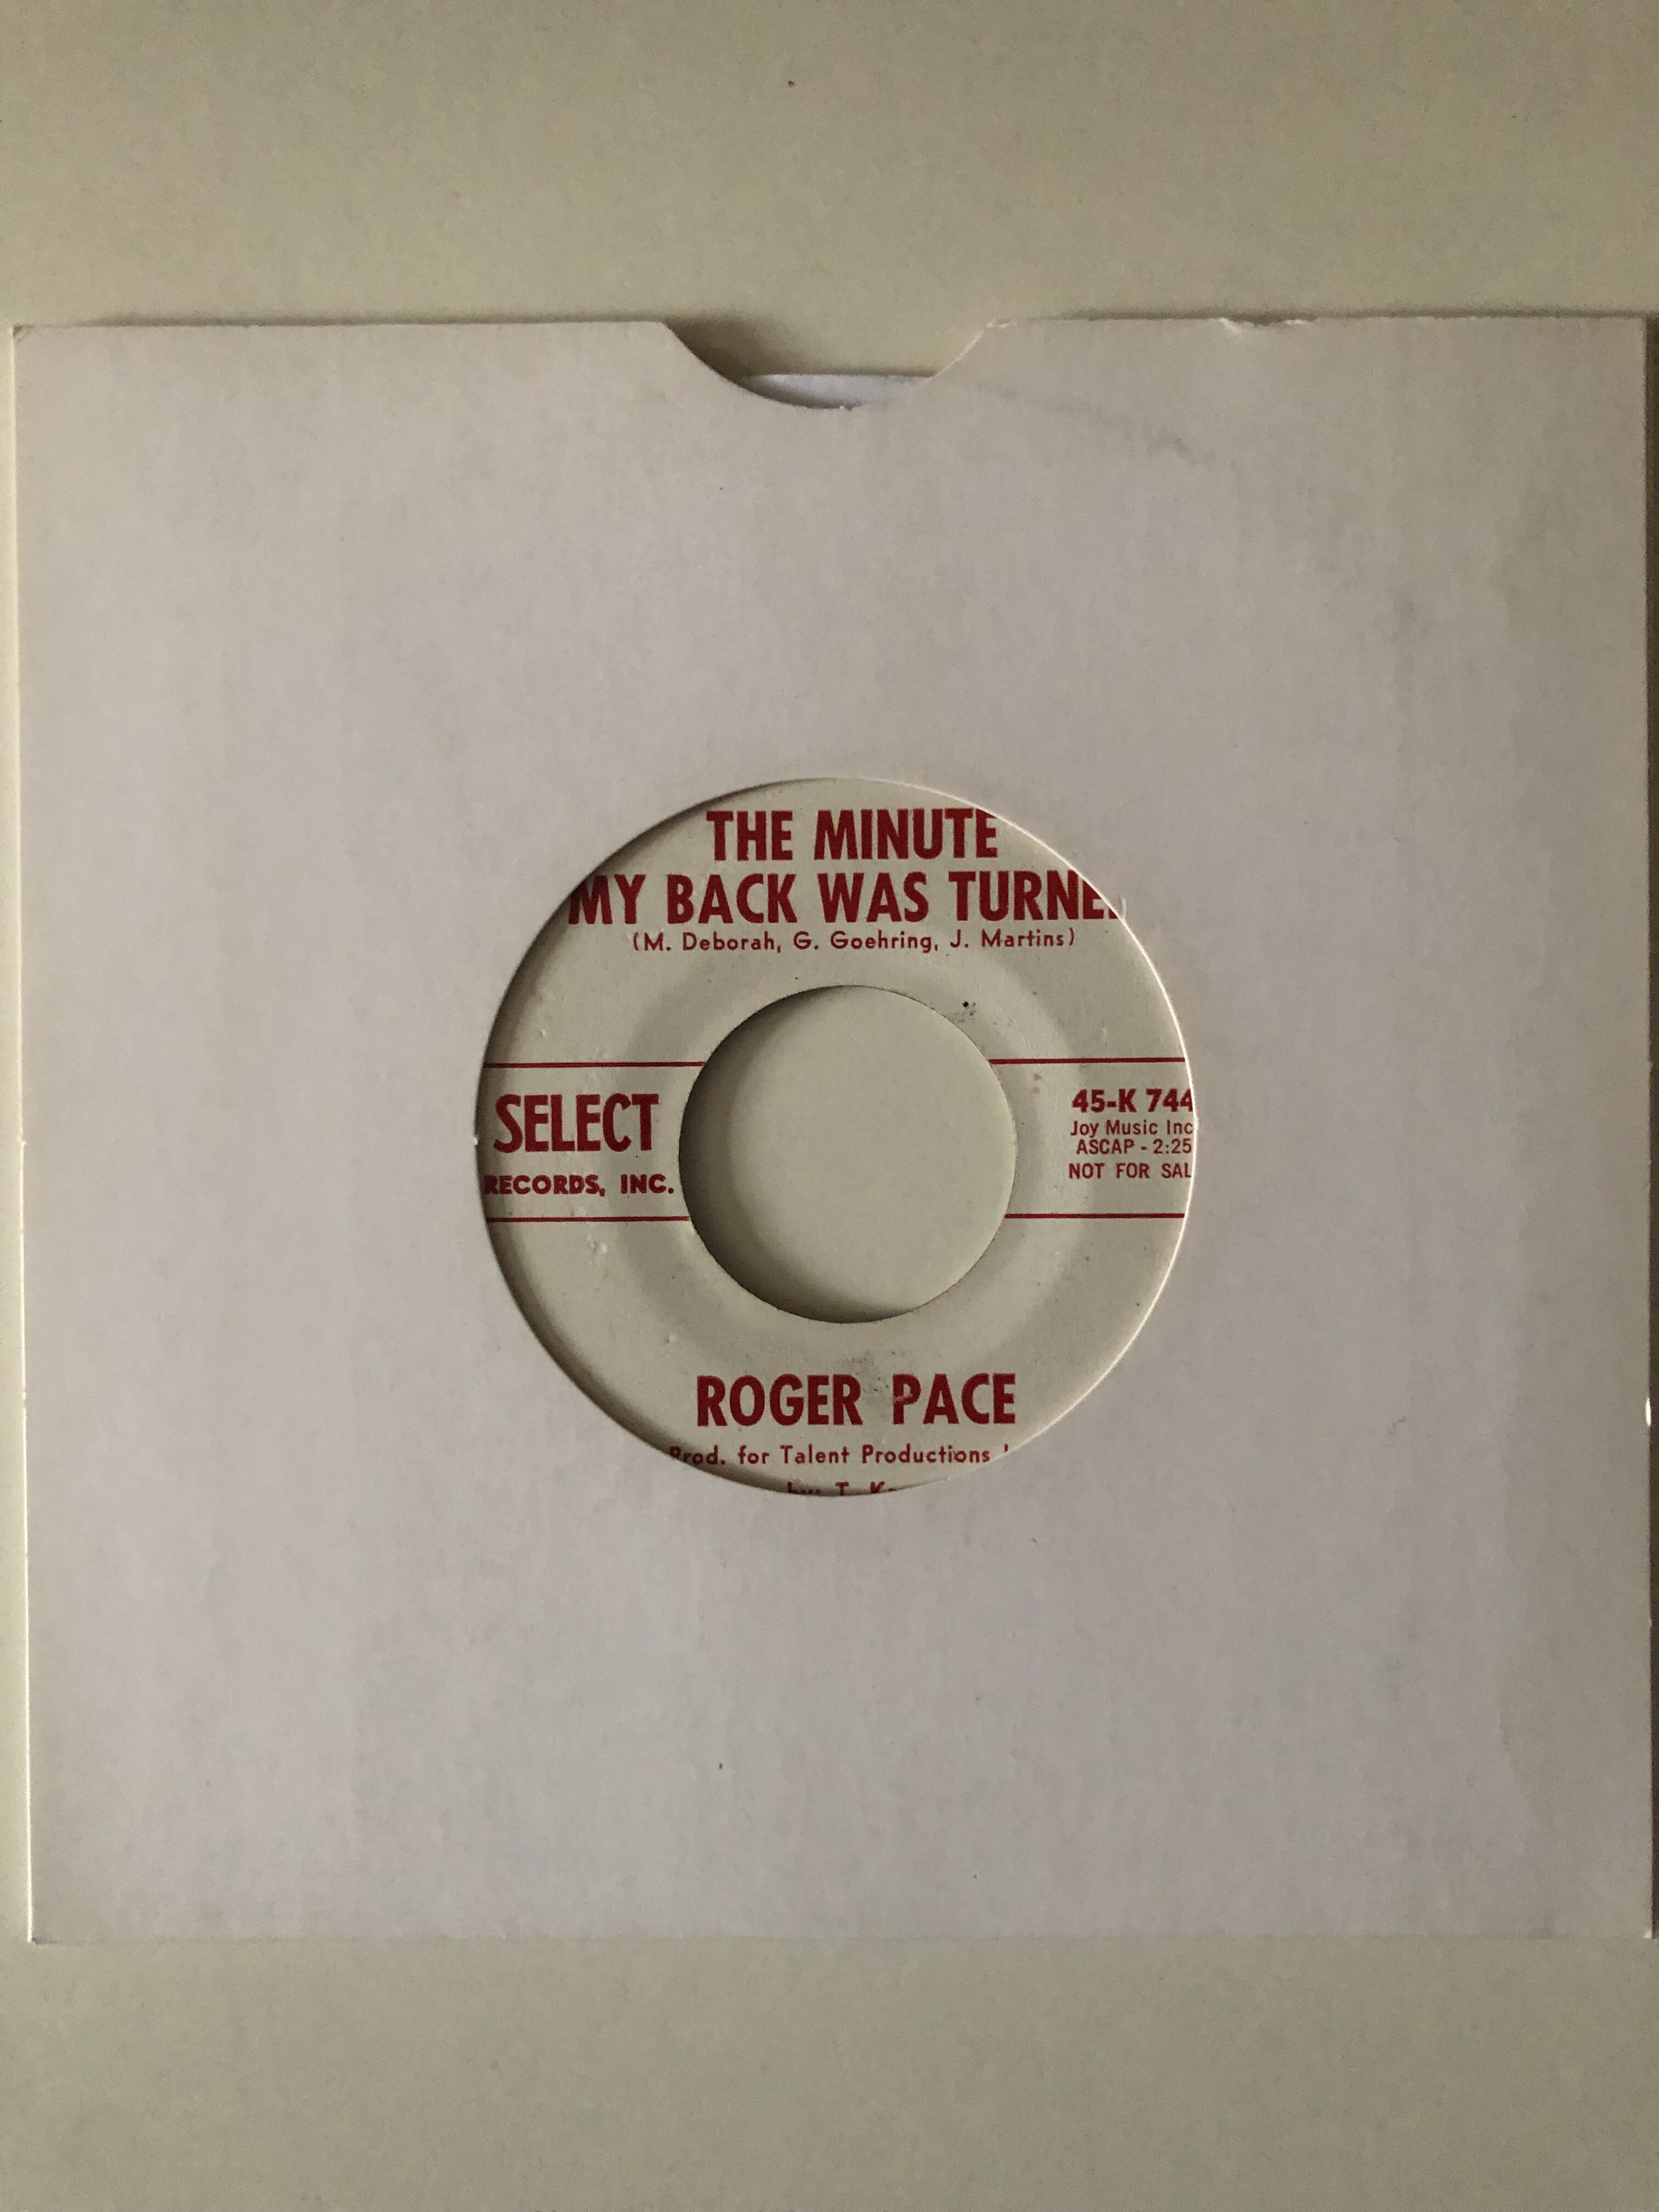 THE MINUTE
MY BACK WAS TURNE
(M. Deborah, G. Goehring, J. Martins)
SELECT
RECORDS, INC.
45-K 744
Joy Music Inc
ASCAP - 2:25
NOT FOR SAL
ROGER PACE
Prod. for Talent Productions
by T.